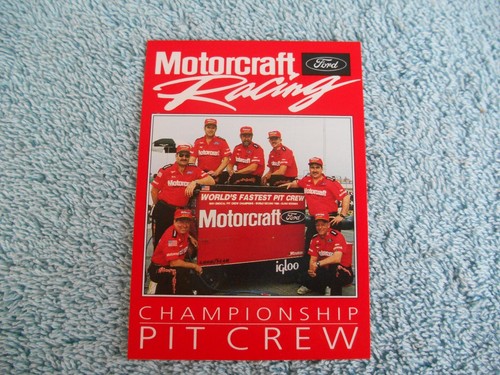 Motorcraft
Ford
Racing
WORLD'S FASTEST PIT CREW
Motorcraft Ford
igloo
CHAMPIONSHIP
PIT CREW